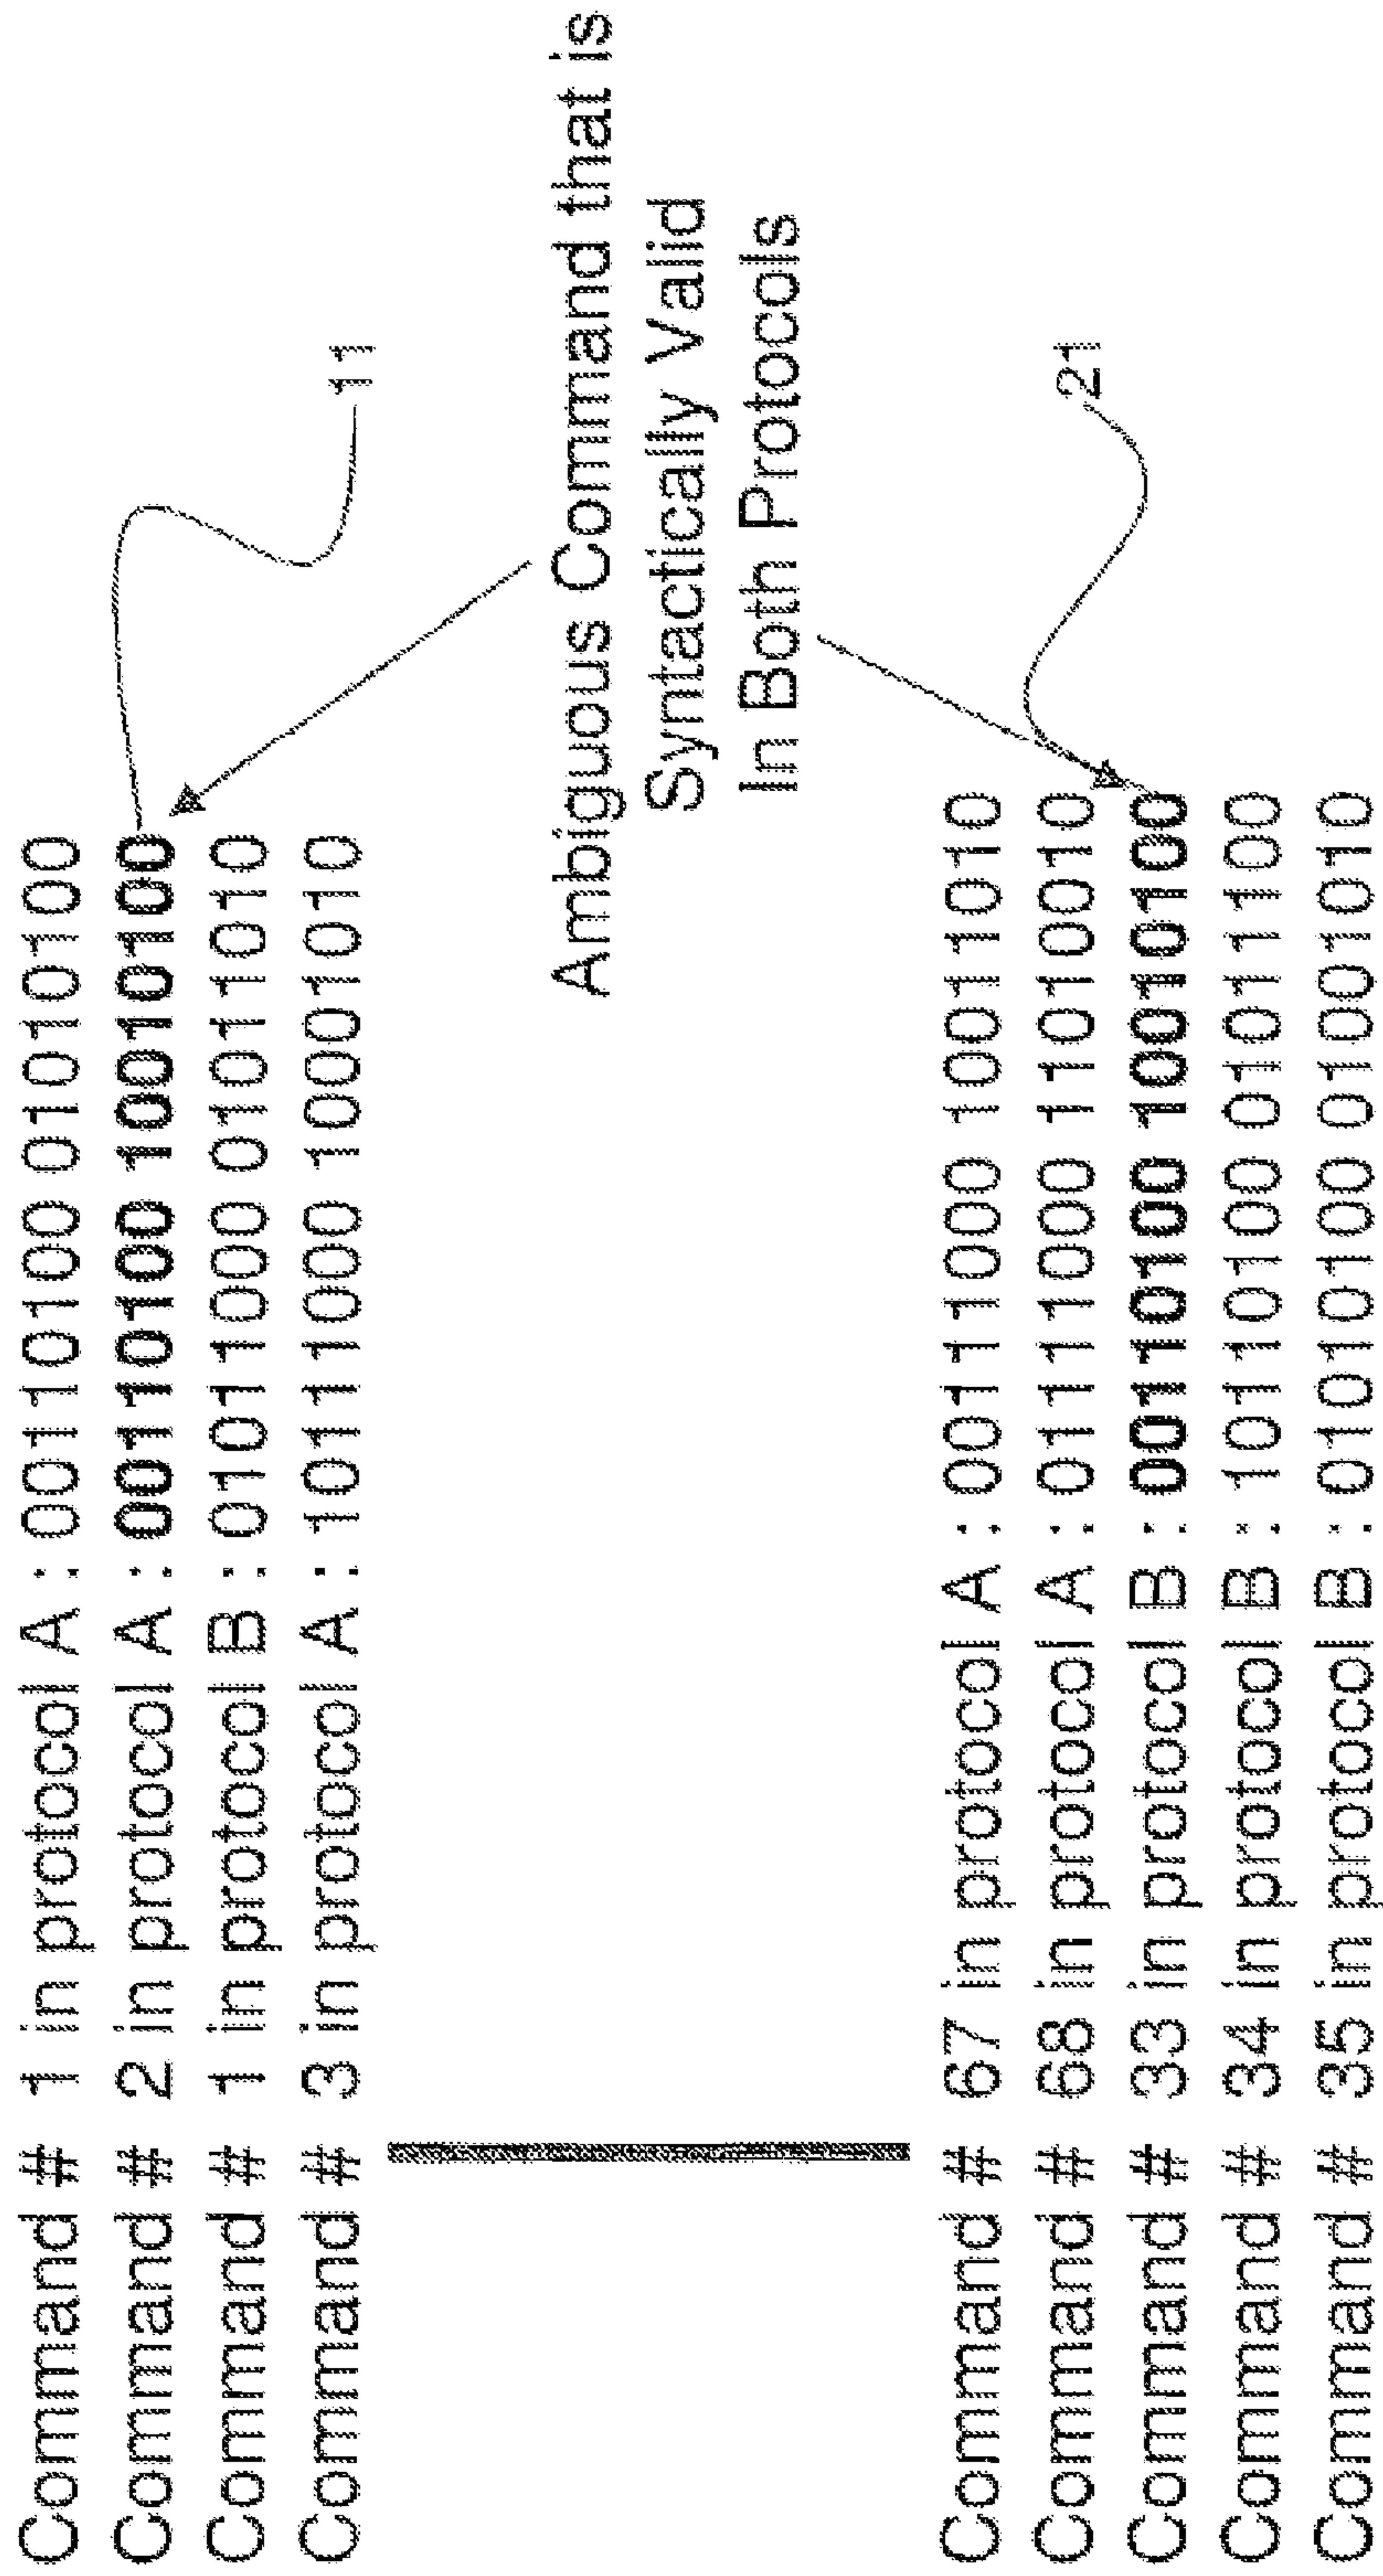 Command # 1 in protocol A : 00110100 01010100
Command # 2 in protocol A : 00110100 10010100
Command # 1 in protocol B : 01011000 01011010
Command # 3 in protocol A : 10111000 10001010
11
Ambiguous Command that is
Syntactically Valid
In Both Protocols
21
Command # 67 in protocol A : 00111000 10011010
Command # 68 in protocol A : 01111000 11010010
Command # 33 in protocol B : 00110100 10010100
Command # 34 in protocol B : 10110100 01011100
Command # 35 in protocol B : 01010100 01001010